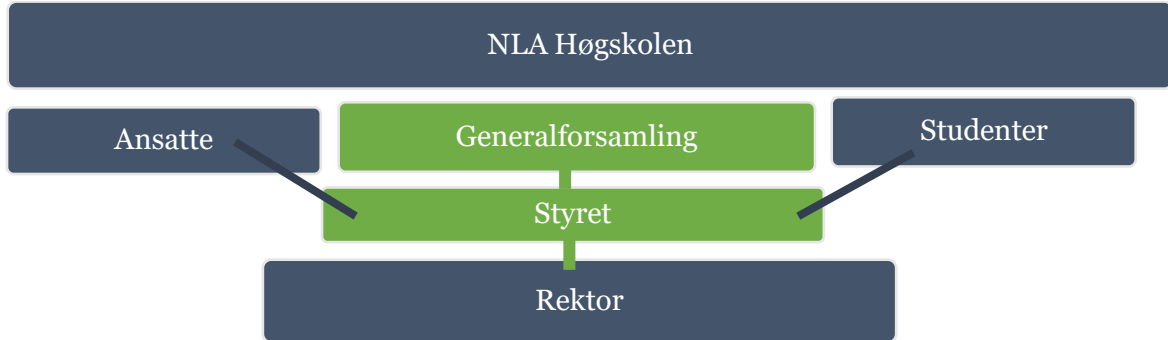 NLA Høgskolen
Ansatte
Generalforsamling
Studenter
Styret
Rektor